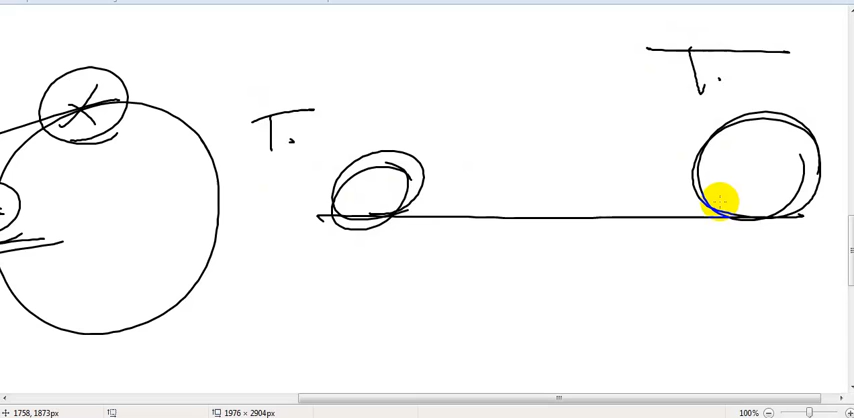 T.
T.
1758, 1873px
1976 × 2904px
100%